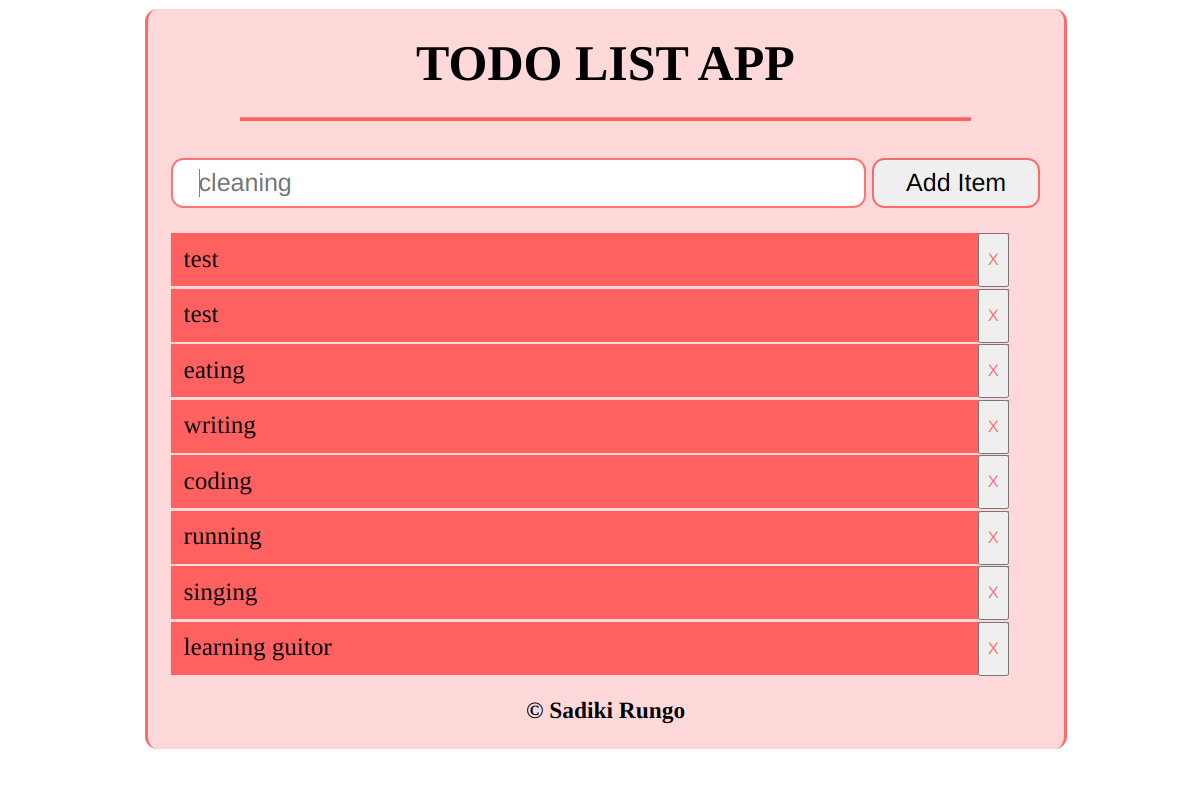 TODO LIST APP
cleaning
Add Item
test X
test X
eating X
writing X
coding X
running X
singing X
learning guitor X
© Sadiki Rungo